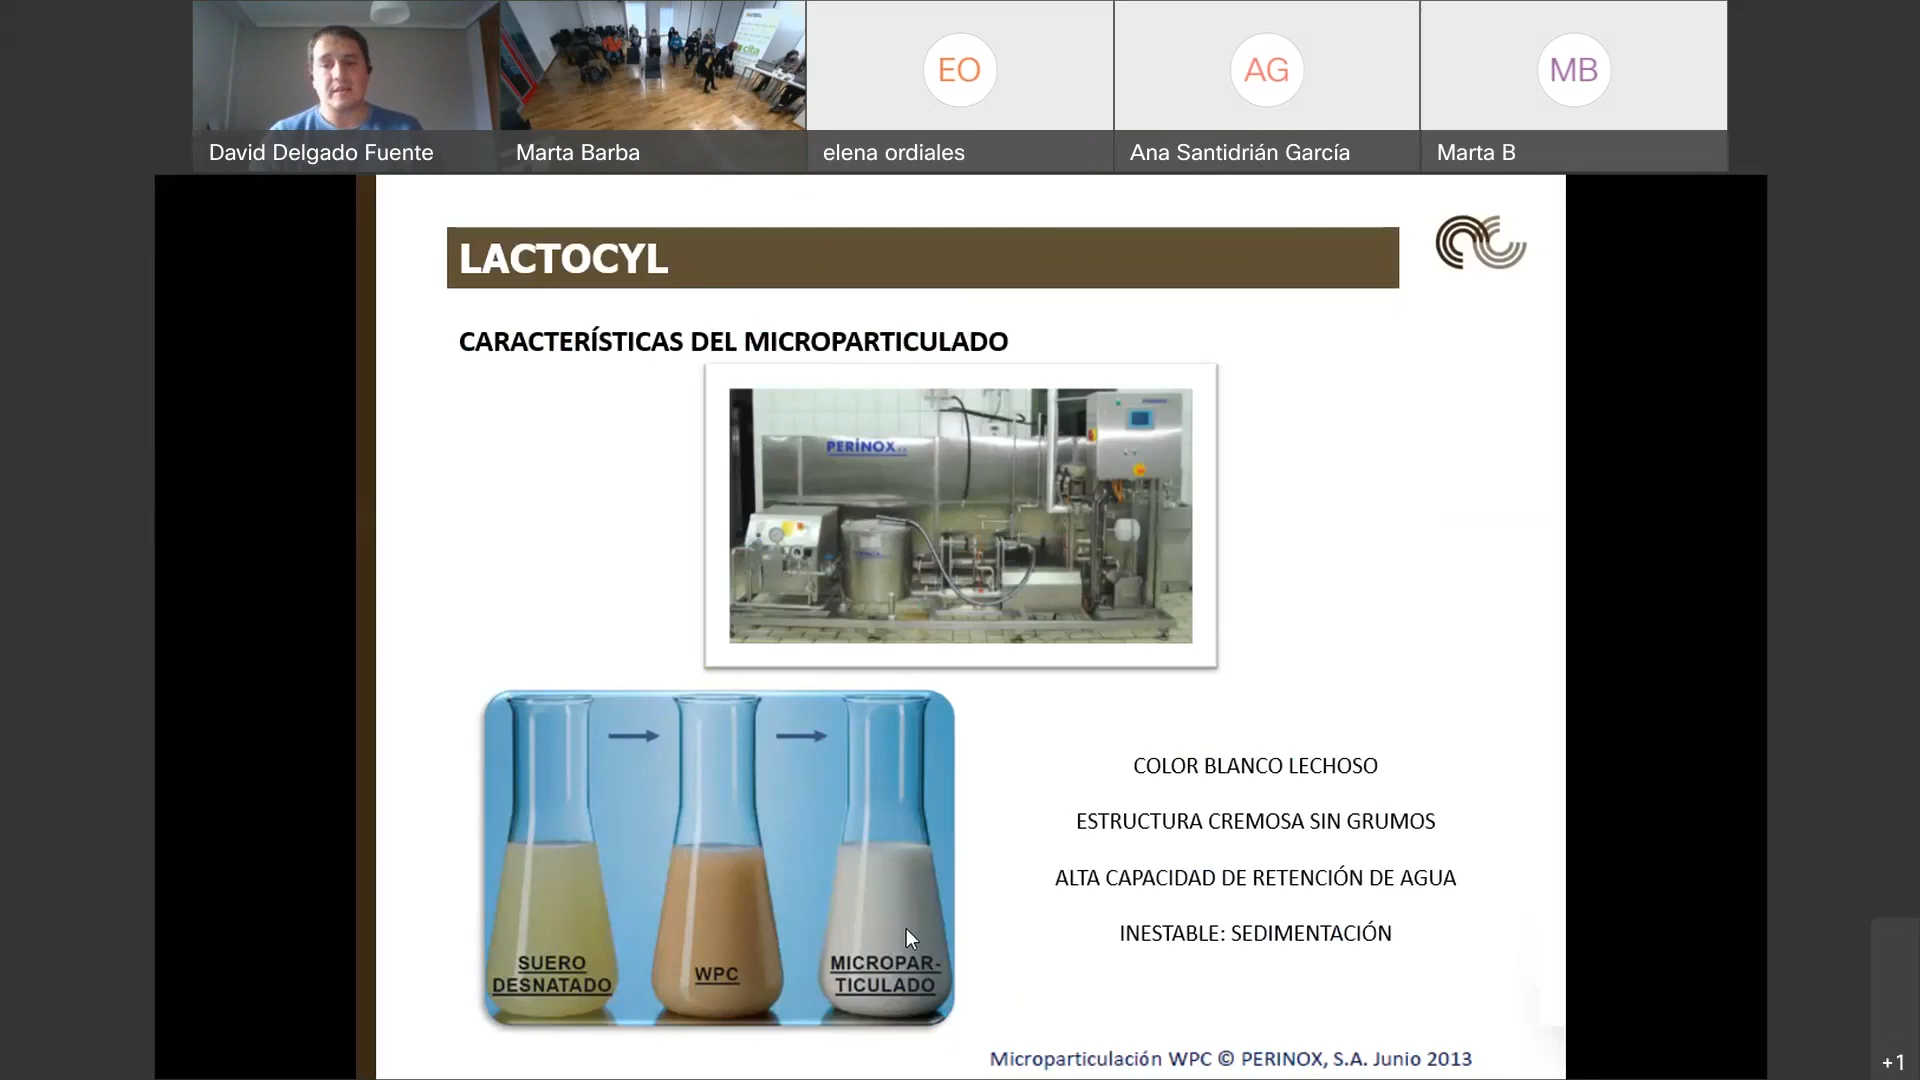 EO
AG
MB
cita
David Delgado Fuente
Marta Barba
elena ordiales
Ana Santidrián García
Marta B
LACTOCYL
CARACTERÍSTICAS DEL MICROPARTICULADO
PERINOX
COLOR BLANCO LECHOSO
ESTRUCTURA CREMOSA SIN GRUMOS
ALTA CAPACIDAD DE RETENCIÓN DE AGUA
INESTABLE: SEDIMENTACIÓN
SUERO
DESNATADO
WPC
MICROPAR-
TICULADO
Microparticulación WPC © PERINOX, S.A. Junio 2013
+1